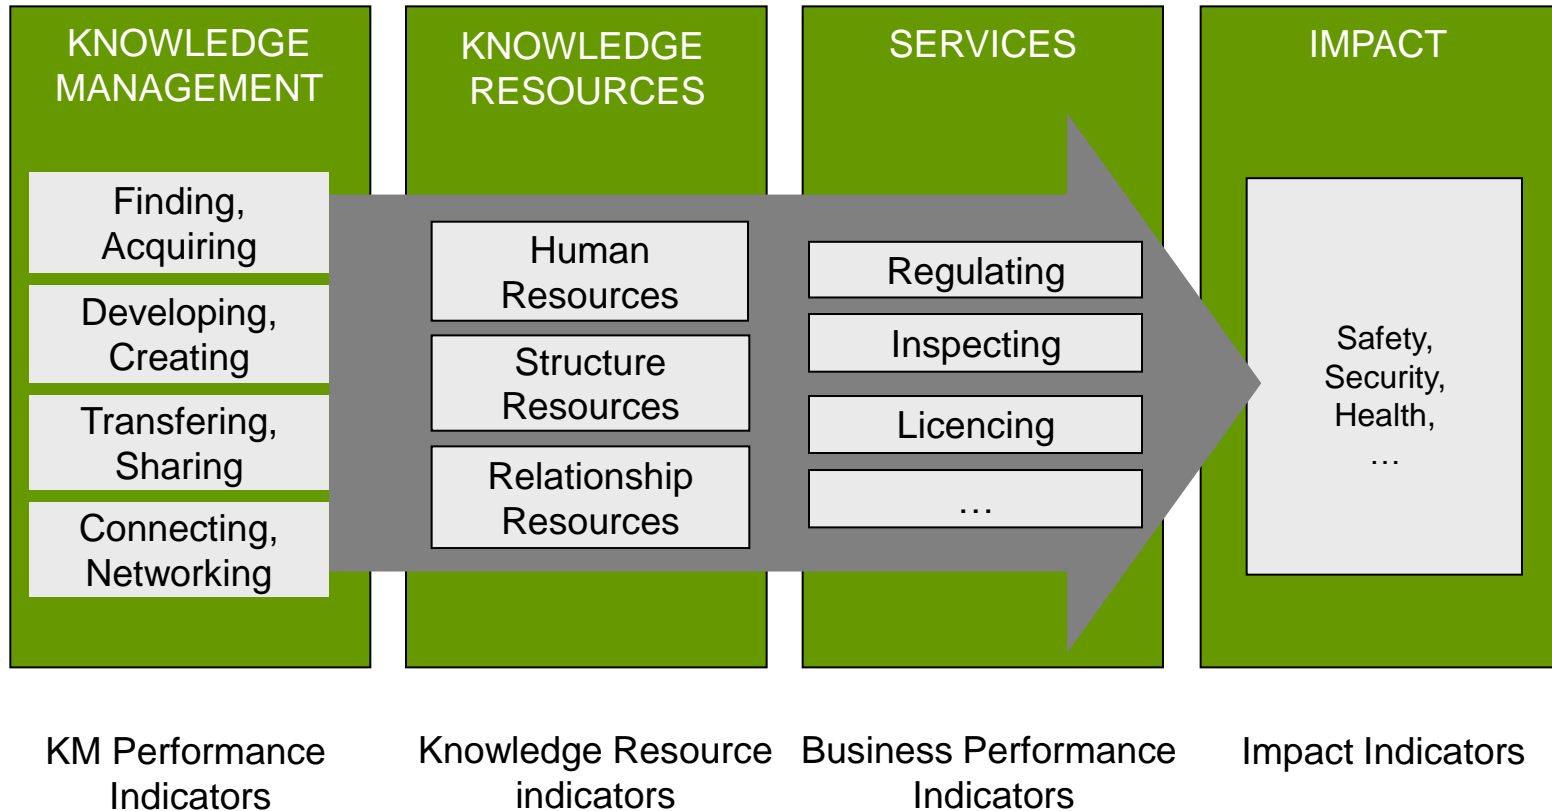 KNOWLEDGE
MANAGEMENT
Finding,
Acquiring
Developing,
Creating
Transfering,
Sharing
Connecting,
Networking
KM Performance
Indicators
KNOWLEDGE
RESOURCES
Human
Resources
Structure
Resources
Relationship
Resources
Knowledge Resource
indicators
SERVICES
Regulating
Inspecting
Licencing
…
Business Performance
Indicators
IMPACT
Safety,
Security,
Health,
…
Impact Indicators